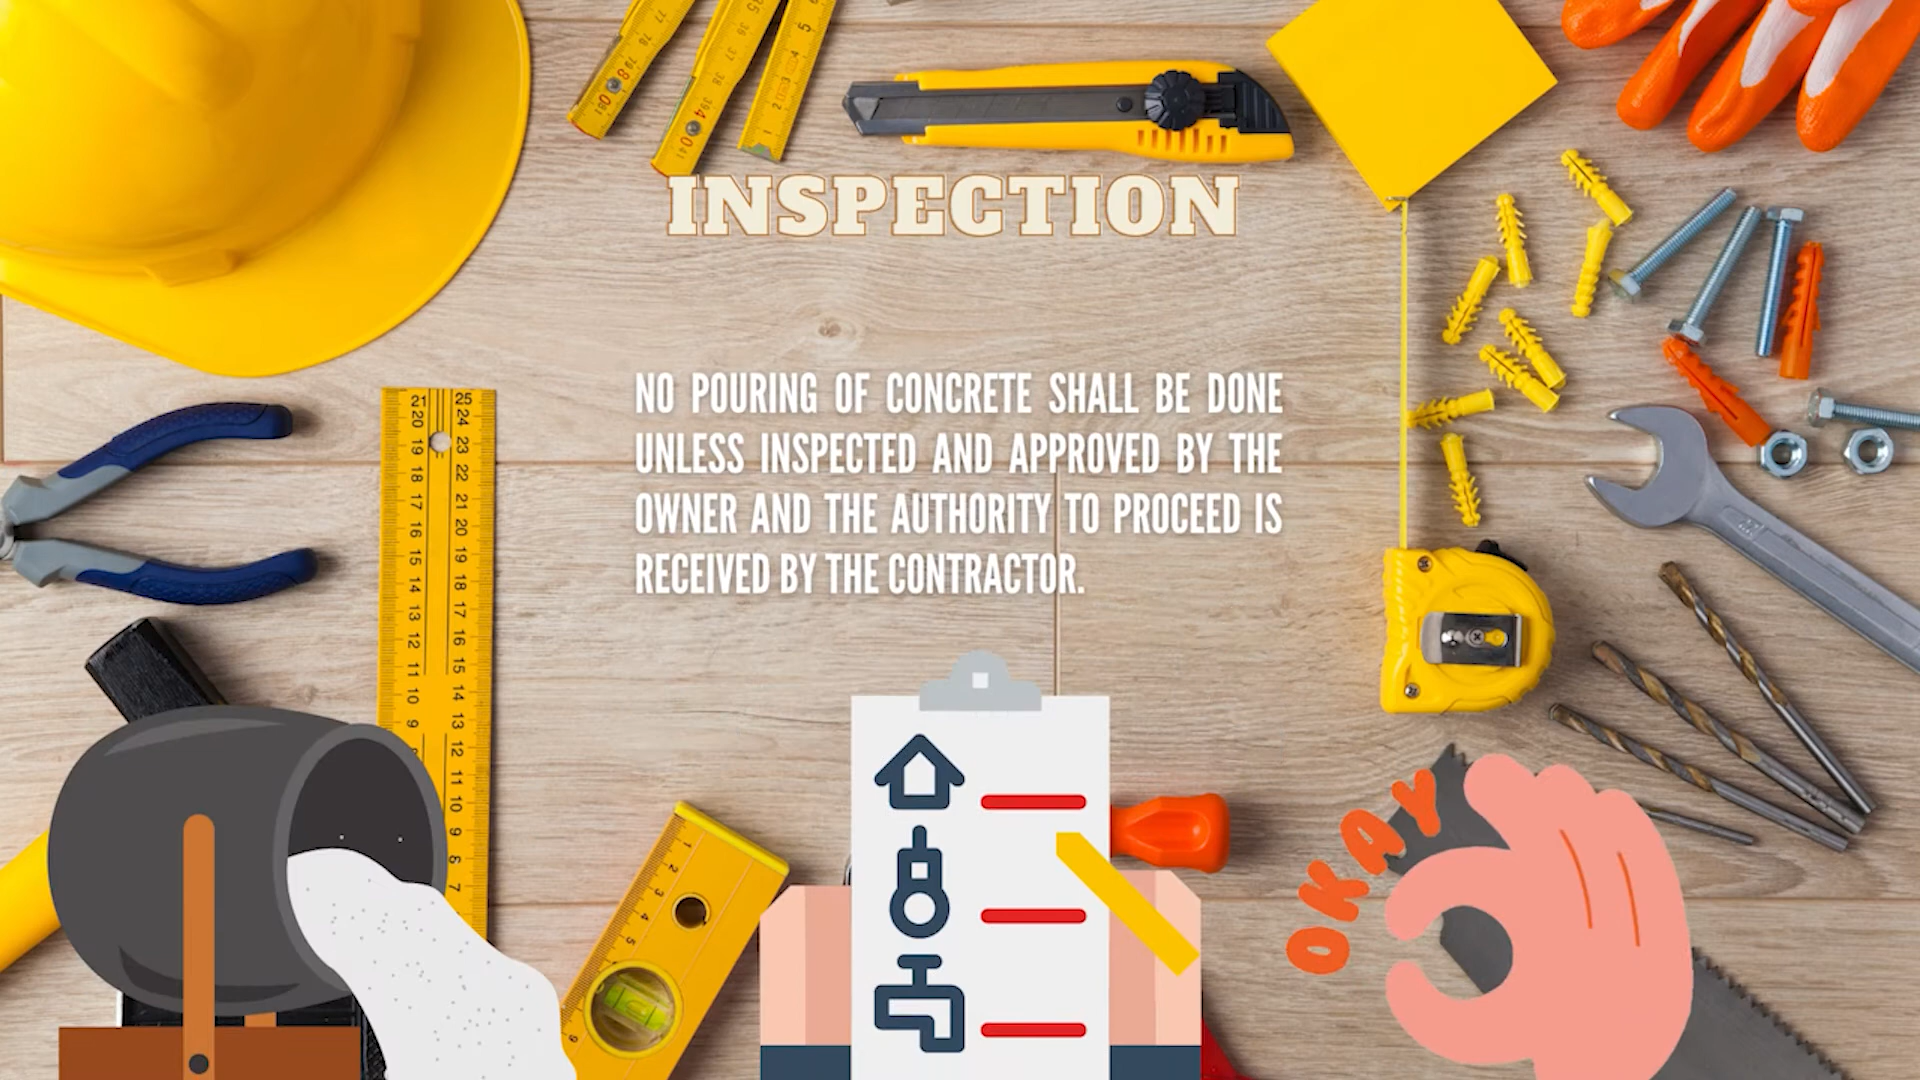 INSPECTION
NO POURING OF CONCRETE SHALL BE DONE
UNLESS INSPECTED AND APPROVED BY THE
OWNER AND THE AUTHORITY TO PROCEED IS
RECEIVED BY THE CONTRACTOR.
OKAY